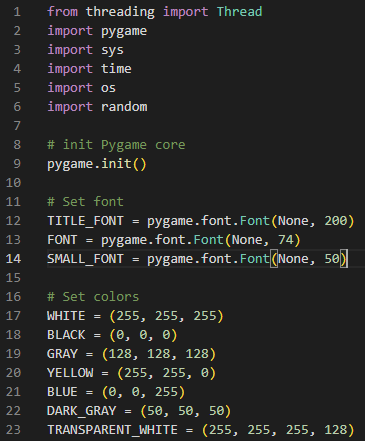 1 from threading import Thread
2 import pygame
3 import sys
4 import time
5 import os
6 import random
7
8 # init Pygame core
9 pygame.init()
10
11 # Set font
12 TITLE_FONT = pygame.font.Font(None, 200)
13 FONT = pygame.font.Font(None, 74)
14 SMALL_FONT = pygame.font.Font(None, 50)
15
16 # Set colors
17 WHITE = (255, 255, 255)
18 BLACK = (0, 0, 0)
19 GRAY = (128, 128, 128)
20 YELLOW = (255, 255, 0)
21 BLUE = (0, 0, 255)
22 DARK_GRAY = (50, 50, 50)
23 TRANSPARENT_WHITE = (255, 255, 255, 128)